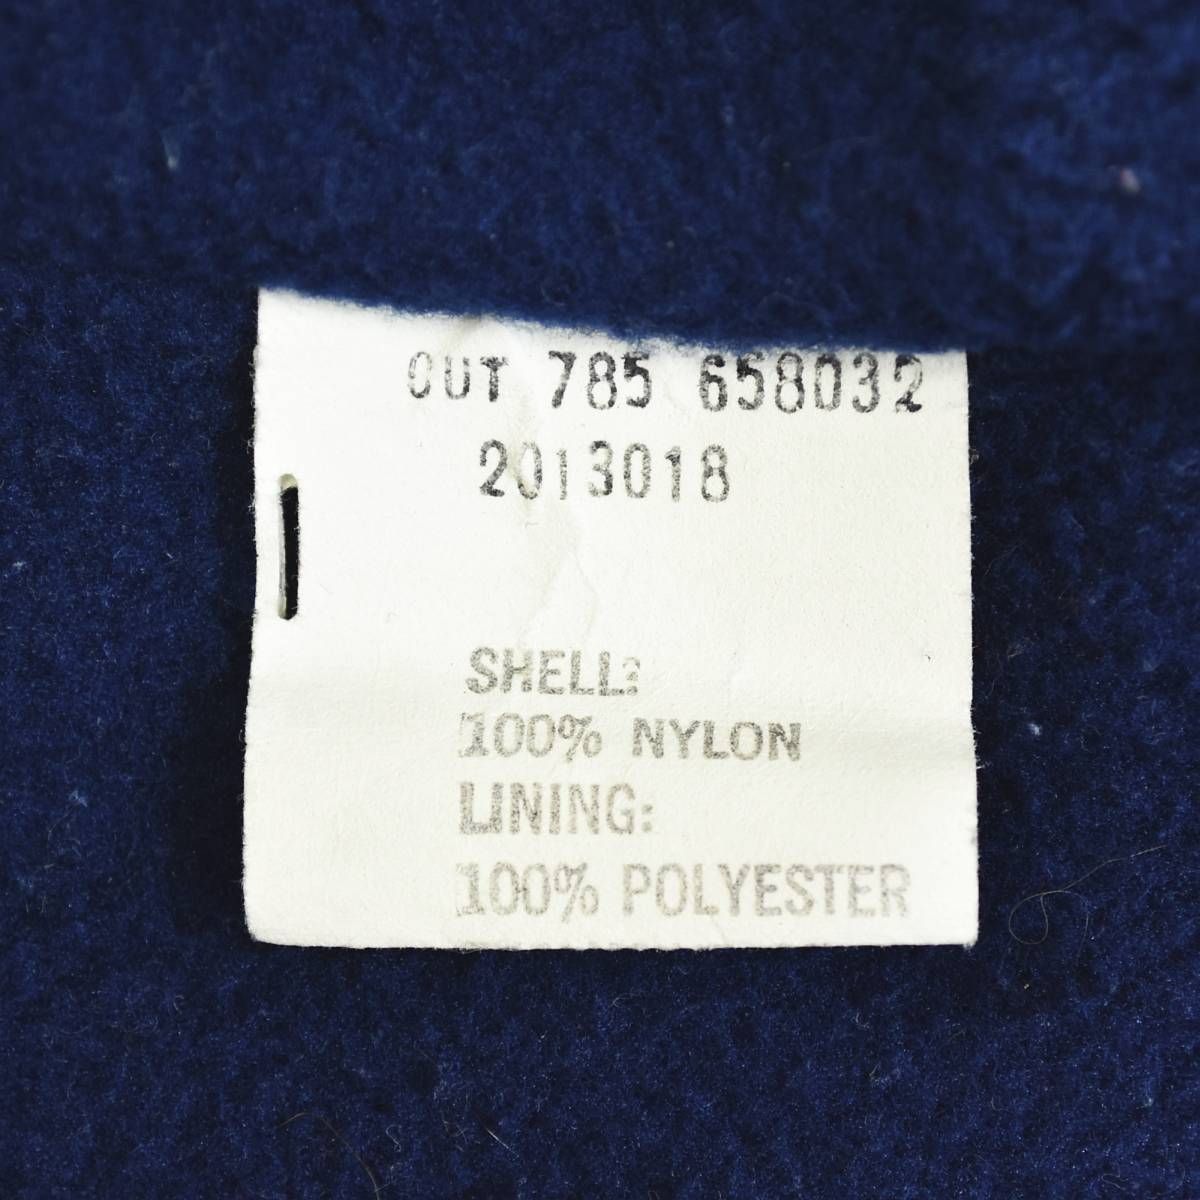 CUT 785 658032
2013018
SHELL:
100% NYLON
LINING:
100% POLYESTER